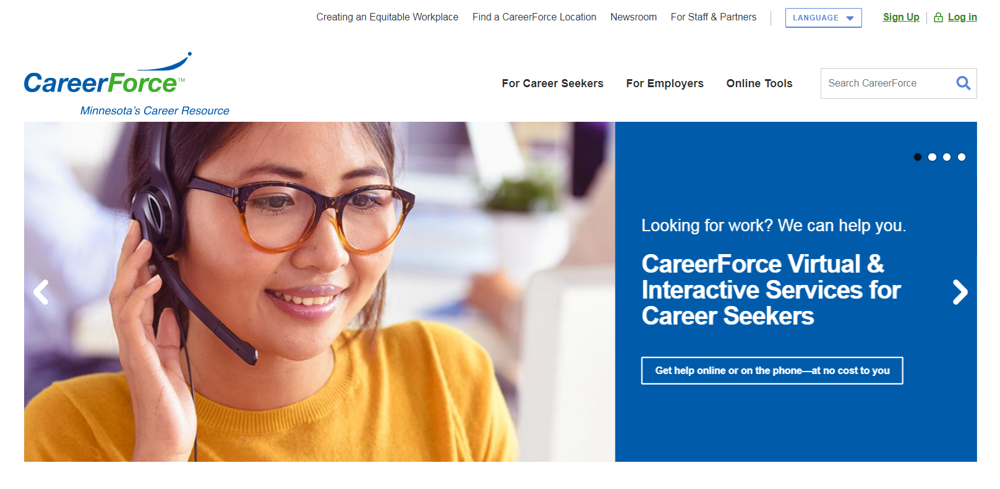 Creating an Equitable Workplace Find a CareerForce Location Newsroom For Staff & Partners LANGUAGE Sign Up Log in
CareerForce™
Minnesota's Career Resource
For Career Seekers For Employers Online Tools Search CareerForce
Looking for work? We can help you.
CareerForce Virtual &
Interactive Services for
Career Seekers
Get help online or on the phone—at no cost to you